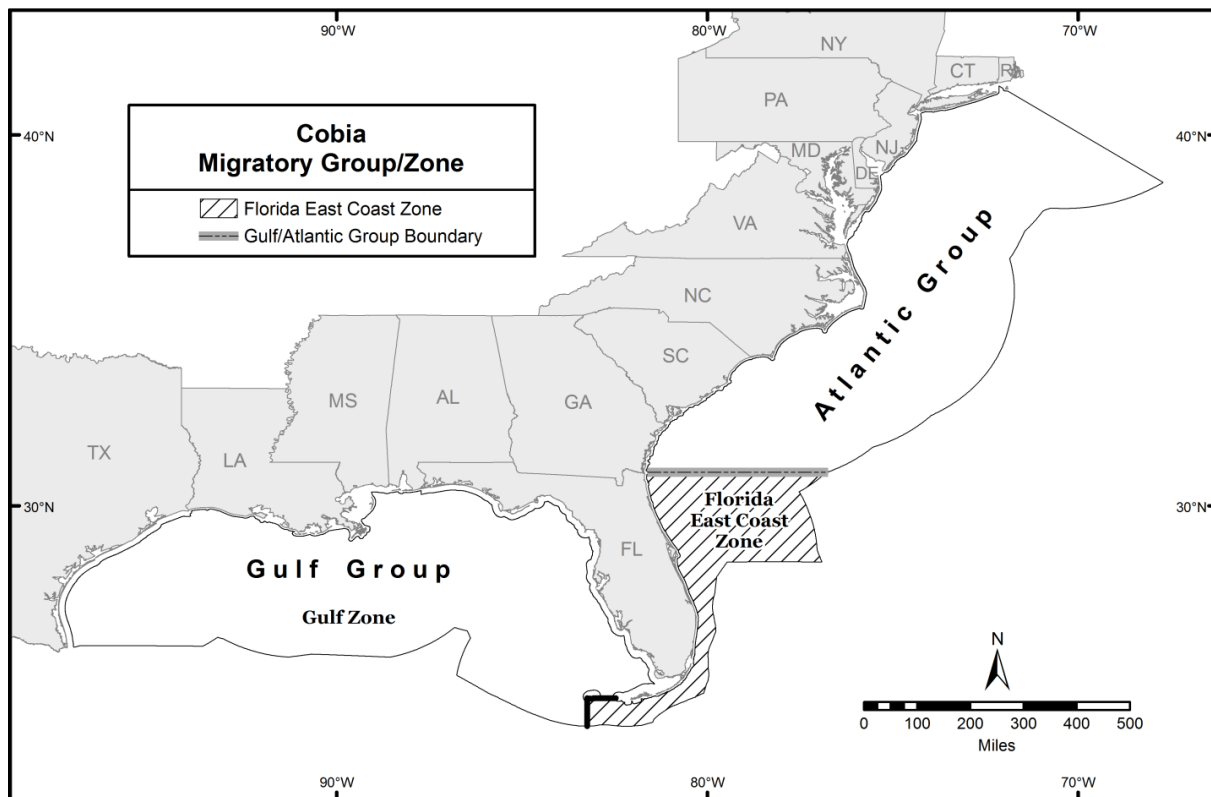 90°W 80°W 70°W
NY
CT
PA
40°N 40°N
Cobia
Migratory Group/Zone
MD NJ
DE
Florida East Coast Zone
Gulf/Atlantic Group Boundary
VA
Atlantic Group
NC
SC
MS AL GA
TX LA
30°N 30°N
Florida
East Coast
Zone
FL
Gulf Group
Gulf Zone
N
0 50 100 200 300 400 500
Miles
90°W 80°W 70°W